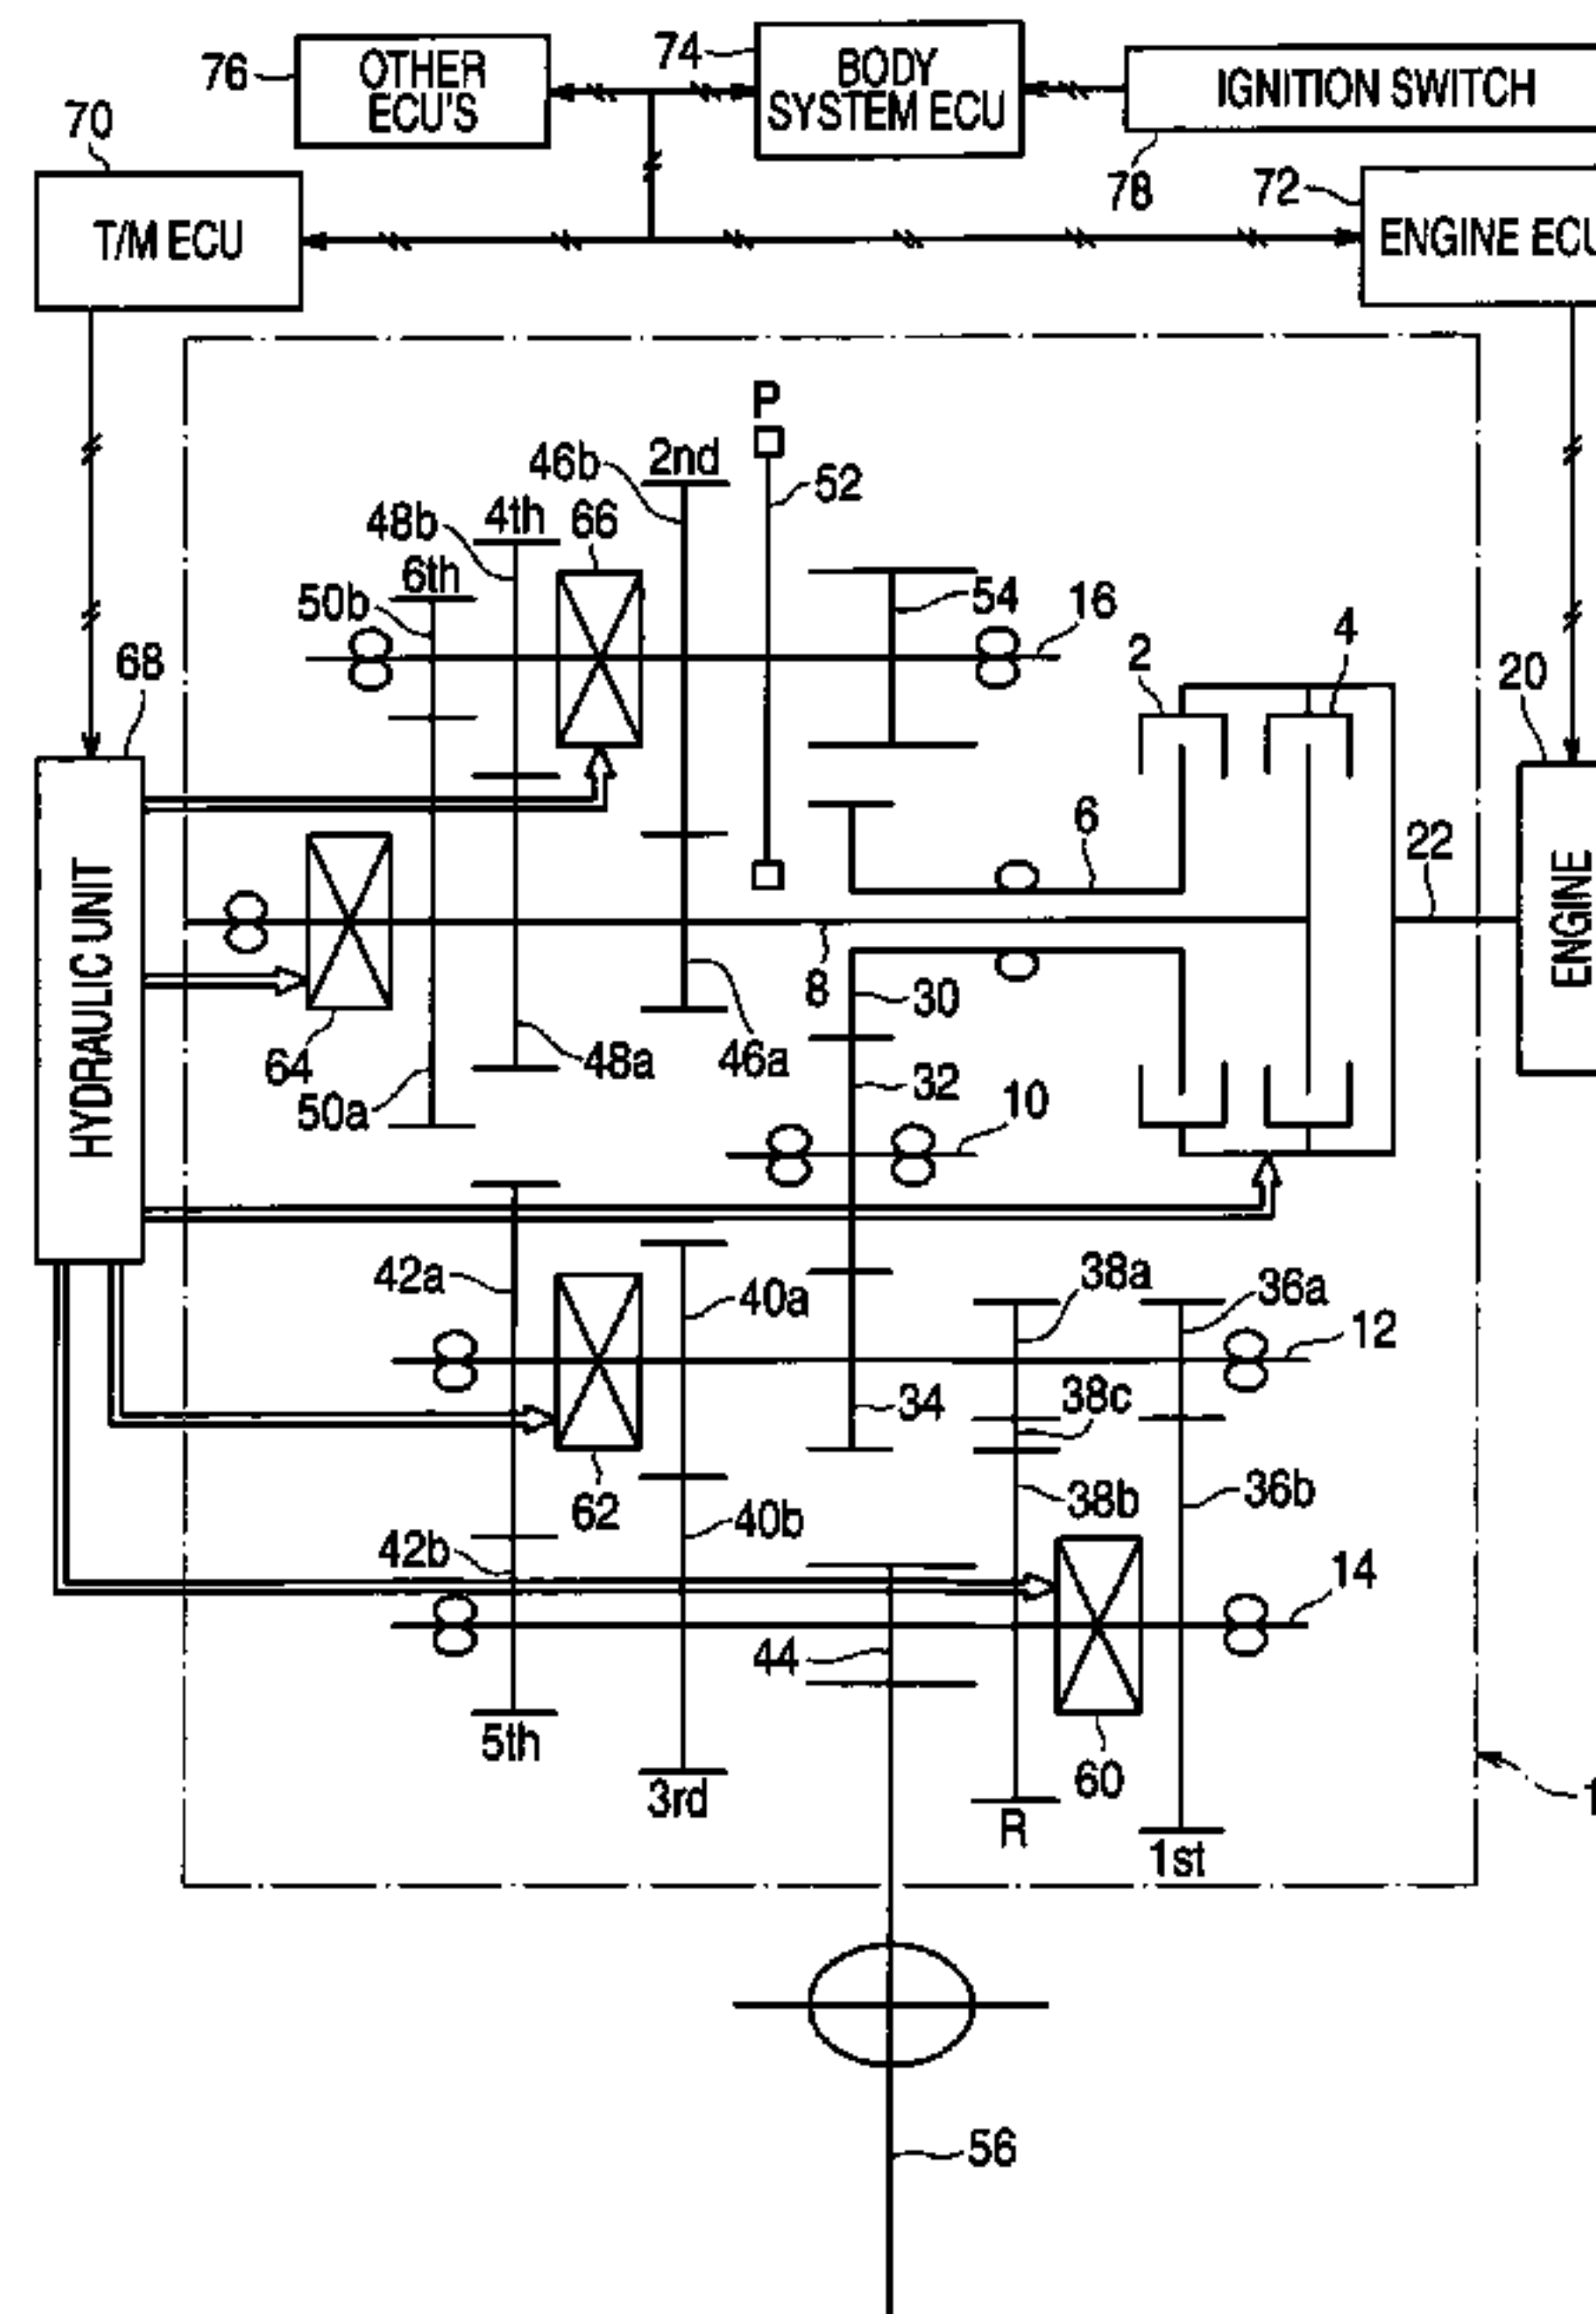 76
OTHER
ECU'S
74
BODY
SYSTEM ECU
IGNITION SWITCH
78
70
T/M ECU
72
ENGINE ECU
P
46b
2nd
52
48b
4th
66
50b
6th
54
16
2
4
20
68
HYDRAULIC UNIT
6
22
ENGINE
8
30
64
48a
46a
32
50a
10
42a
40a
38a
36a
12
34
38c
62
40b
38b
36b
42b
14
44
5th
3rd
60
R
1st
1
56